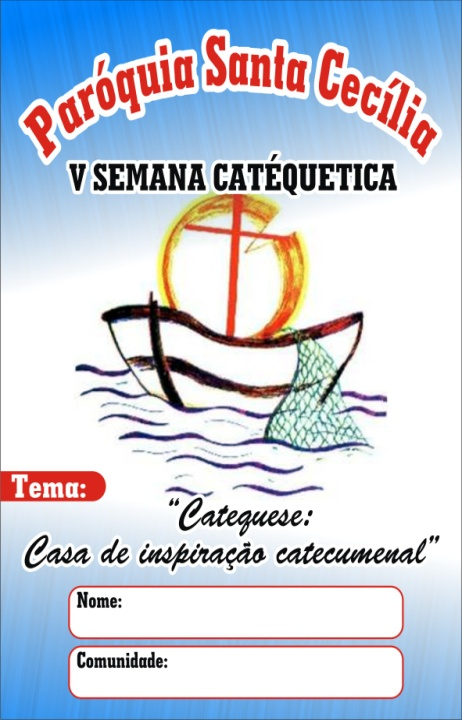 Paróquia Santa Cecília
V SEMANA CATÉQUETICA
Tema:
“Catequese:
Casa de inspiração catecumenal”
Nome:
Comunidade: